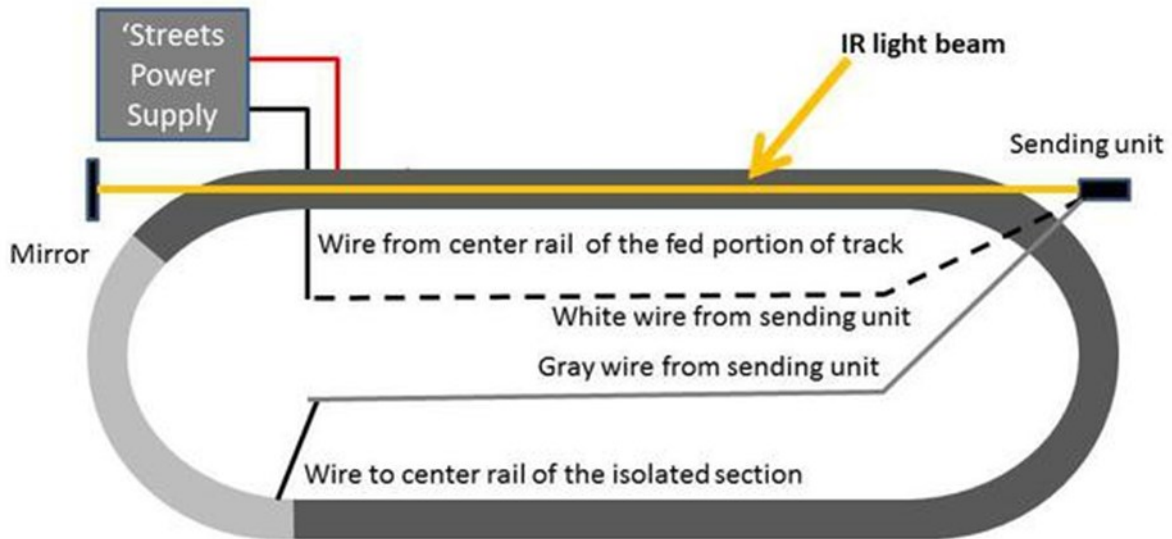 ‘Streets
Power
Supply
IR light beam
Sending unit
Mirror
Wire from center rail of the fed portion of track
White wire from sending unit
Gray wire from sending unit
Wire to center rail of the isolated section